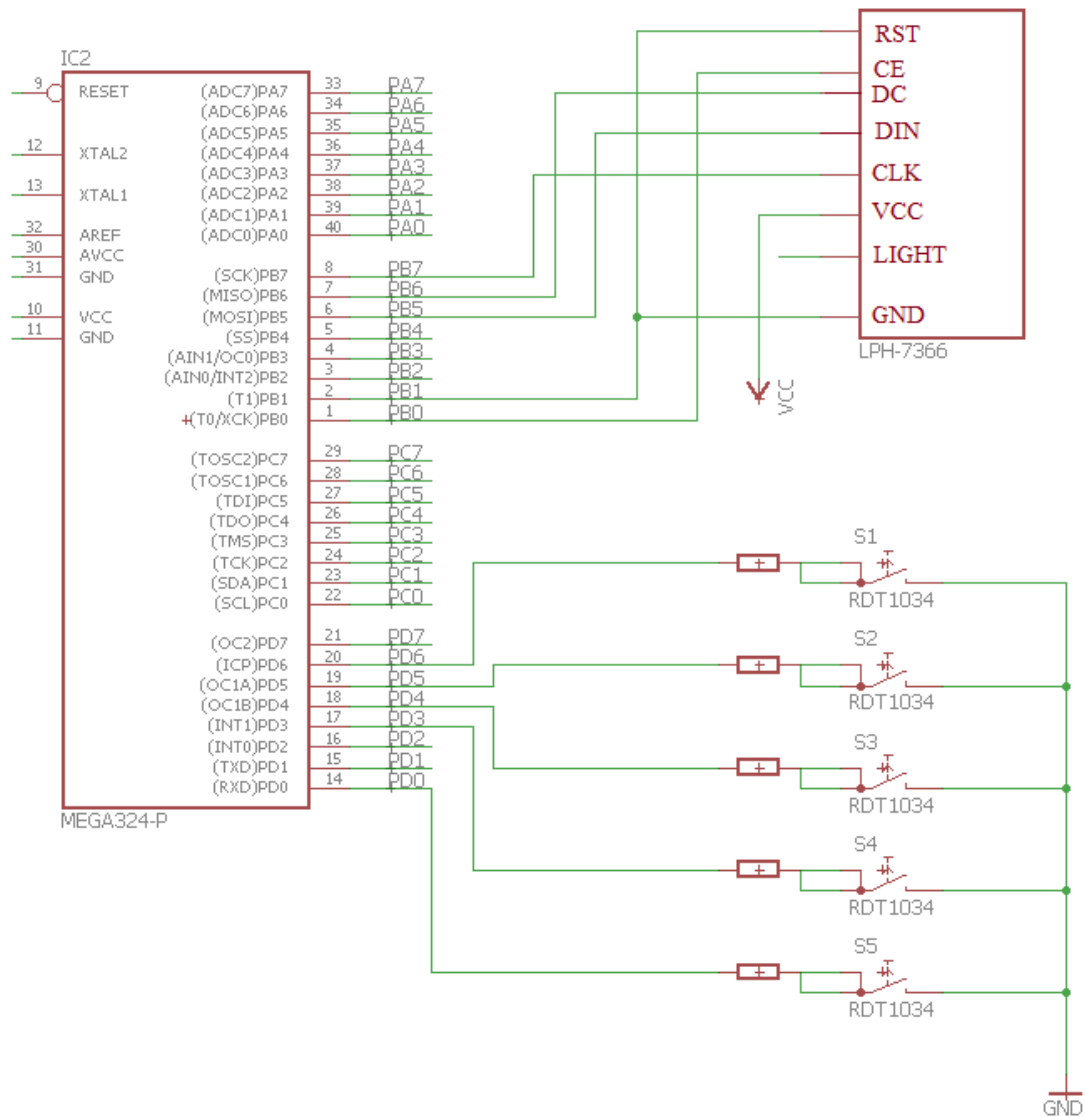 IC2
9 RESET
12 XTAL2
13 XTAL1
32 AREF
30 AVCC
31 GND
10 VCC
11 GND
(ADC7)PA7 33 PA7
(ADC6)PA6 34 PA6
(ADC5)PA5 35 PA5
(ADC4)PA4 36 PA4
(ADC3)PA3 37 PA3
(ADC2)PA2 38 PA2
(ADC1)PA1 39 PA1
(ADC0)PA0 40 PA0
(SCK)PB7 8 PB7
(MISO)PB6 7 PB6
(MOSI)PB5 6 PB5
(SS)PB4 5 PB4
(AIN1/OC0)PB3 4 PB3
(AIN0/INT2)PB2 3 PB2
(T1)PB1 2 PB1
(T0/XCK)PB0 1 PB0
(TOSC2)PC7 29 PC7
(TOSC1)PC6 28 PC6
(TDI)PC5 27 PC5
(TDO)PC4 26 PC4
(TMS)PC3 25 PC3
(TCK)PC2 24 PC2
(SDA)PC1 23 PC1
(SCL)PC0 22 PC0
(OC2)PD7 21 PD7
(ICP)PD6 20 PD6
(OC1A)PD5 19 PD5
(OC1B)PD4 18 PD4
(INT1)PD3 17 PD3
(INT0)PD2 16 PD2
(TXD)PD1 15 PD1
(RXD)PD0 14 PD0
MEGA324-P
RST
CE
DC
DIN
CLK
VCC
LIGHT
GND
LPH-7366
VCC
S1
RDT1034
S2
RDT1034
S3
RDT1034
S4
RDT1034
S5
RDT1034
GND